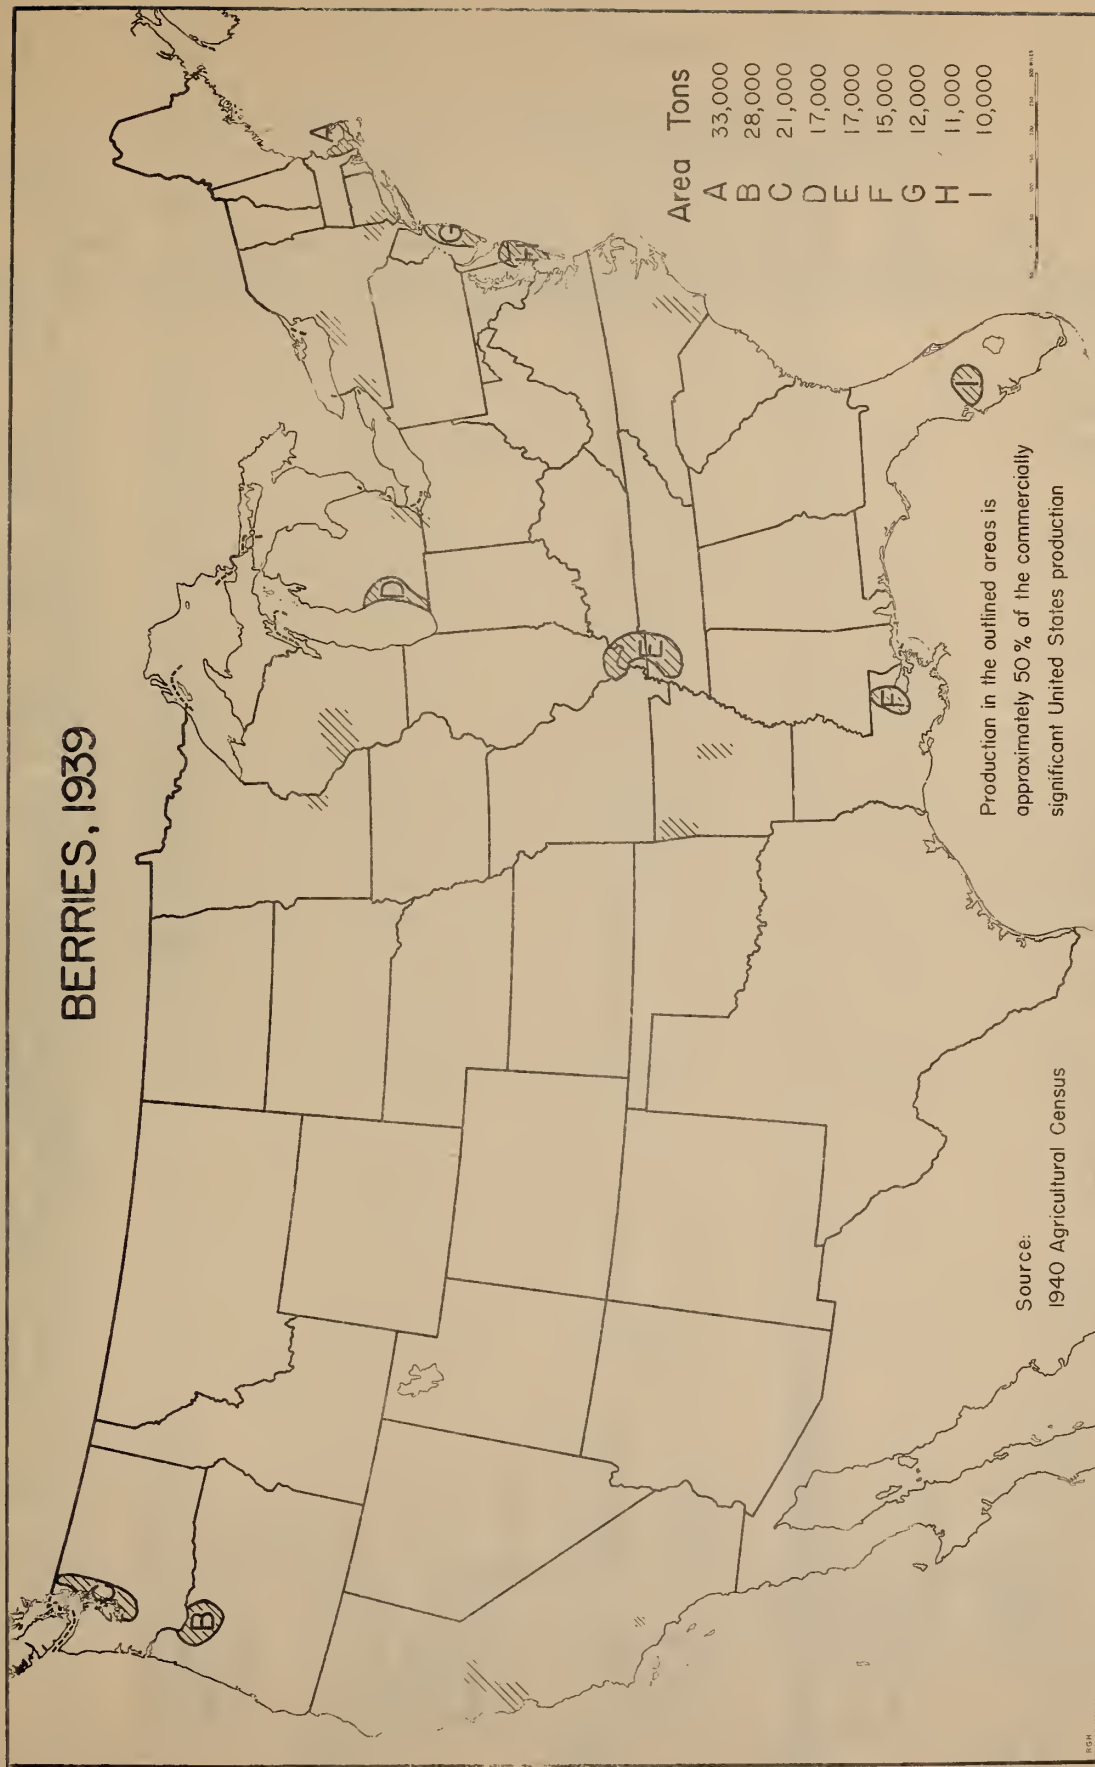 BERRIES, 1939
A
B
C
D
E
F
G
H
I
Area Tons
A 33,000
B 28,000
C 21,000
D 17,000
E 17,000
F 15,000
G 12,000
H 11,000
I 10,000
Production in the outlined areas is
appraximately 50% of the commercially
significant United States production
Source:
1940 Agricultural Census
RGH